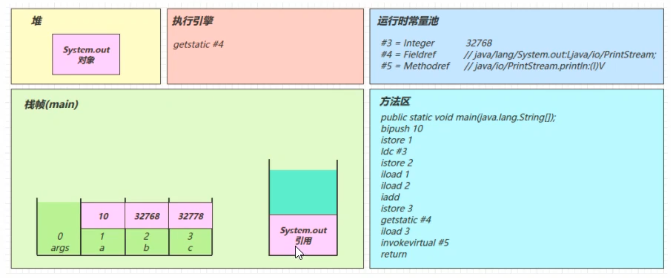 堆
System.out
对象
执行引擎
getstatic #4
运行时常量池
#3 = Integer 32768
#4 = Fieldref // java/lang/System.out:Ljava/io/PrintStream;
#5 = Methodref // java/io/PrintStream.println:(I)V
栈帧(main)
10 32768 32778
0 1 2 3
args a b c
System.out
引用
方法区
public static void main(java.lang.String[]);
bipush 10
istore 1
ldc #3
istore 2
iload 1
iload 2
iadd
istore 3
getstatic #4
iload 3
invokevirtual #5
return